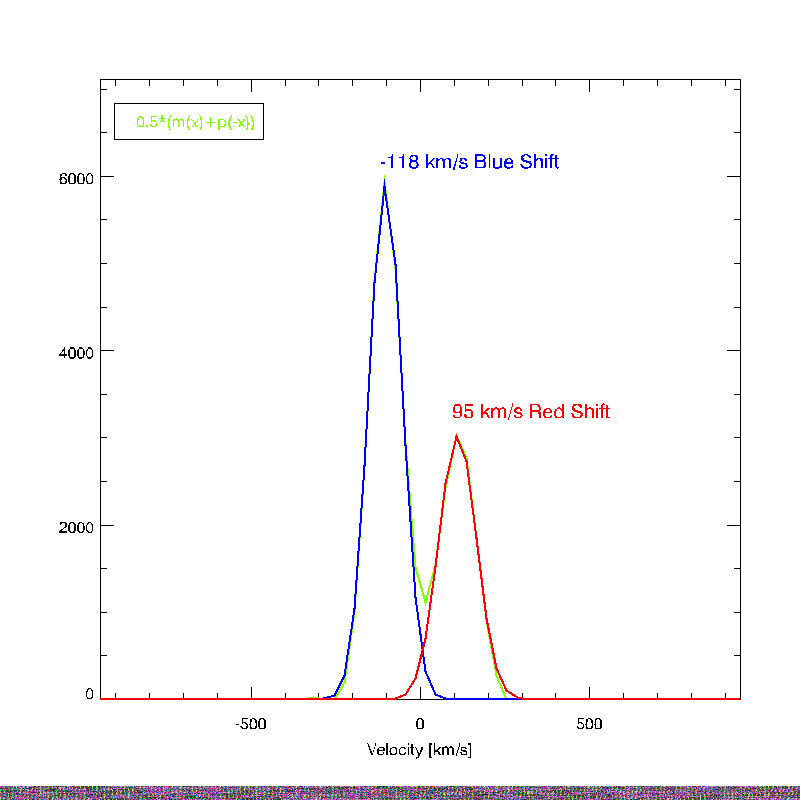 0.5*(m(x)+p(-x))
-118 km/s Blue Shift
6000
4000
95 km/s Red Shift
2000
0
-500 0 500
Velocity [km/s]